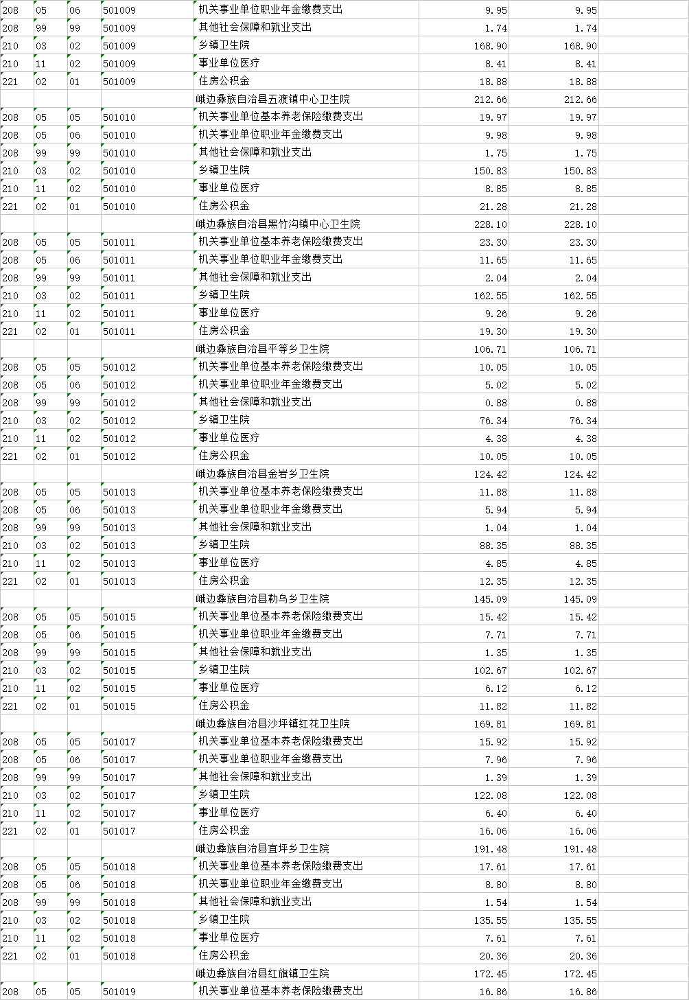 208 05 06 501009 机关事业单位职业年金缴费支出 9.95 9.95
208 99 99 501009 其他社会保障和就业支出 1.74 1.74
210 03 02 501009 乡镇卫生院 168.90 168.90
210 11 02 501009 事业单位医疗 8.41 8.41
221 02 01 501009 住房公积金 18.88 18.88
峨边彝族自治县五渡镇中心卫生院 212.66 212.66
208 05 05 501010 机关事业单位基本养老保险缴费支出 19.97 19.97
208 05 06 501010 机关事业单位职业年金缴费支出 9.98 9.98
208 99 99 501010 其他社会保障和就业支出 1.75 1.75
210 03 02 501010 乡镇卫生院 150.83 150.83
210 11 02 501010 事业单位医疗 8.85 8.85
221 02 01 501010 住房公积金 21.28 21.28
峨边彝族自治县黑竹沟镇中心卫生院 228.10 228.10
208 05 05 501011 机关事业单位基本养老保险缴费支出 23.30 23.30
208 05 06 501011 机关事业单位职业年金缴费支出 11.65 11.65
208 99 99 501011 其他社会保障和就业支出 2.04 2.04
210 03 02 501011 乡镇卫生院 162.55 162.55
210 11 02 501011 事业单位医疗 9.26 9.26
221 02 01 501011 住房公积金 19.30 19.30
峨边彝族自治县平等乡卫生院 106.71 106.71
208 05 05 501012 机关事业单位基本养老保险缴费支出 10.05 10.05
208 05 06 501012 机关事业单位职业年金缴费支出 5.02 5.02
208 99 99 501012 其他社会保障和就业支出 0.88 0.88
210 03 02 501012 乡镇卫生院 76.34 76.34
210 11 02 501012 事业单位医疗 4.38 4.38
221 02 01 501012 住房公积金 10.05 10.05
峨边彝族自治县金岩乡卫生院 124.42 124.42
208 05 05 501013 机关事业单位基本养老保险缴费支出 11.88 11.88
208 05 06 501013 机关事业单位职业年金缴费支出 5.94 5.94
208 99 99 501013 其他社会保障和就业支出 1.04 1.04
210 03 02 501013 乡镇卫生院 88.35 88.35
210 11 02 501013 事业单位医疗 4.85 4.85
221 02 01 501013 住房公积金 12.35 12.35
峨边彝族自治县勒乌乡卫生院 145.09 145.09
208 05 05 501015 机关事业单位基本养老保险缴费支出 15.42 15.42
208 05 06 501015 机关事业单位职业年金缴费支出 7.71 7.71
208 99 99 501015 其他社会保障和就业支出 1.35 1.35
210 03 02 501015 乡镇卫生院 102.67 102.67
210 11 02 501015 事业单位医疗 6.12 6.12
221 02 01 501015 住房公积金 11.82 11.82
峨边彝族自治县沙坪镇红花卫生院 169.81 169.81
208 05 05 501017 机关事业单位基本养老保险缴费支出 15.92 15.92
208 05 06 501017 机关事业单位职业年金缴费支出 7.96 7.96
208 99 99 501017 其他社会保障和就业支出 1.39 1.39
210 03 02 501017 乡镇卫生院 122.08 122.08
210 11 02 501017 事业单位医疗 6.40 6.40
221 02 01 501017 住房公积金 16.06 16.06
峨边彝族自治县宜坪乡卫生院 191.48 191.48
208 05 05 501018 机关事业单位基本养老保险缴费支出 17.61 17.61
208 05 06 501018 机关事业单位职业年金缴费支出 8.80 8.80
208 99 99 501018 其他社会保障和就业支出 1.54 1.54
210 03 02 501018 乡镇卫生院 135.55 135.55
210 11 02 501018 事业单位医疗 7.61 7.61
221 02 01 501018 住房公积金 20.36 20.36
峨边彝族自治县红旗镇卫生院 172.45 172.45
208 05 05 501019 机关事业单位基本养老保险缴费支出 16.86 16.86